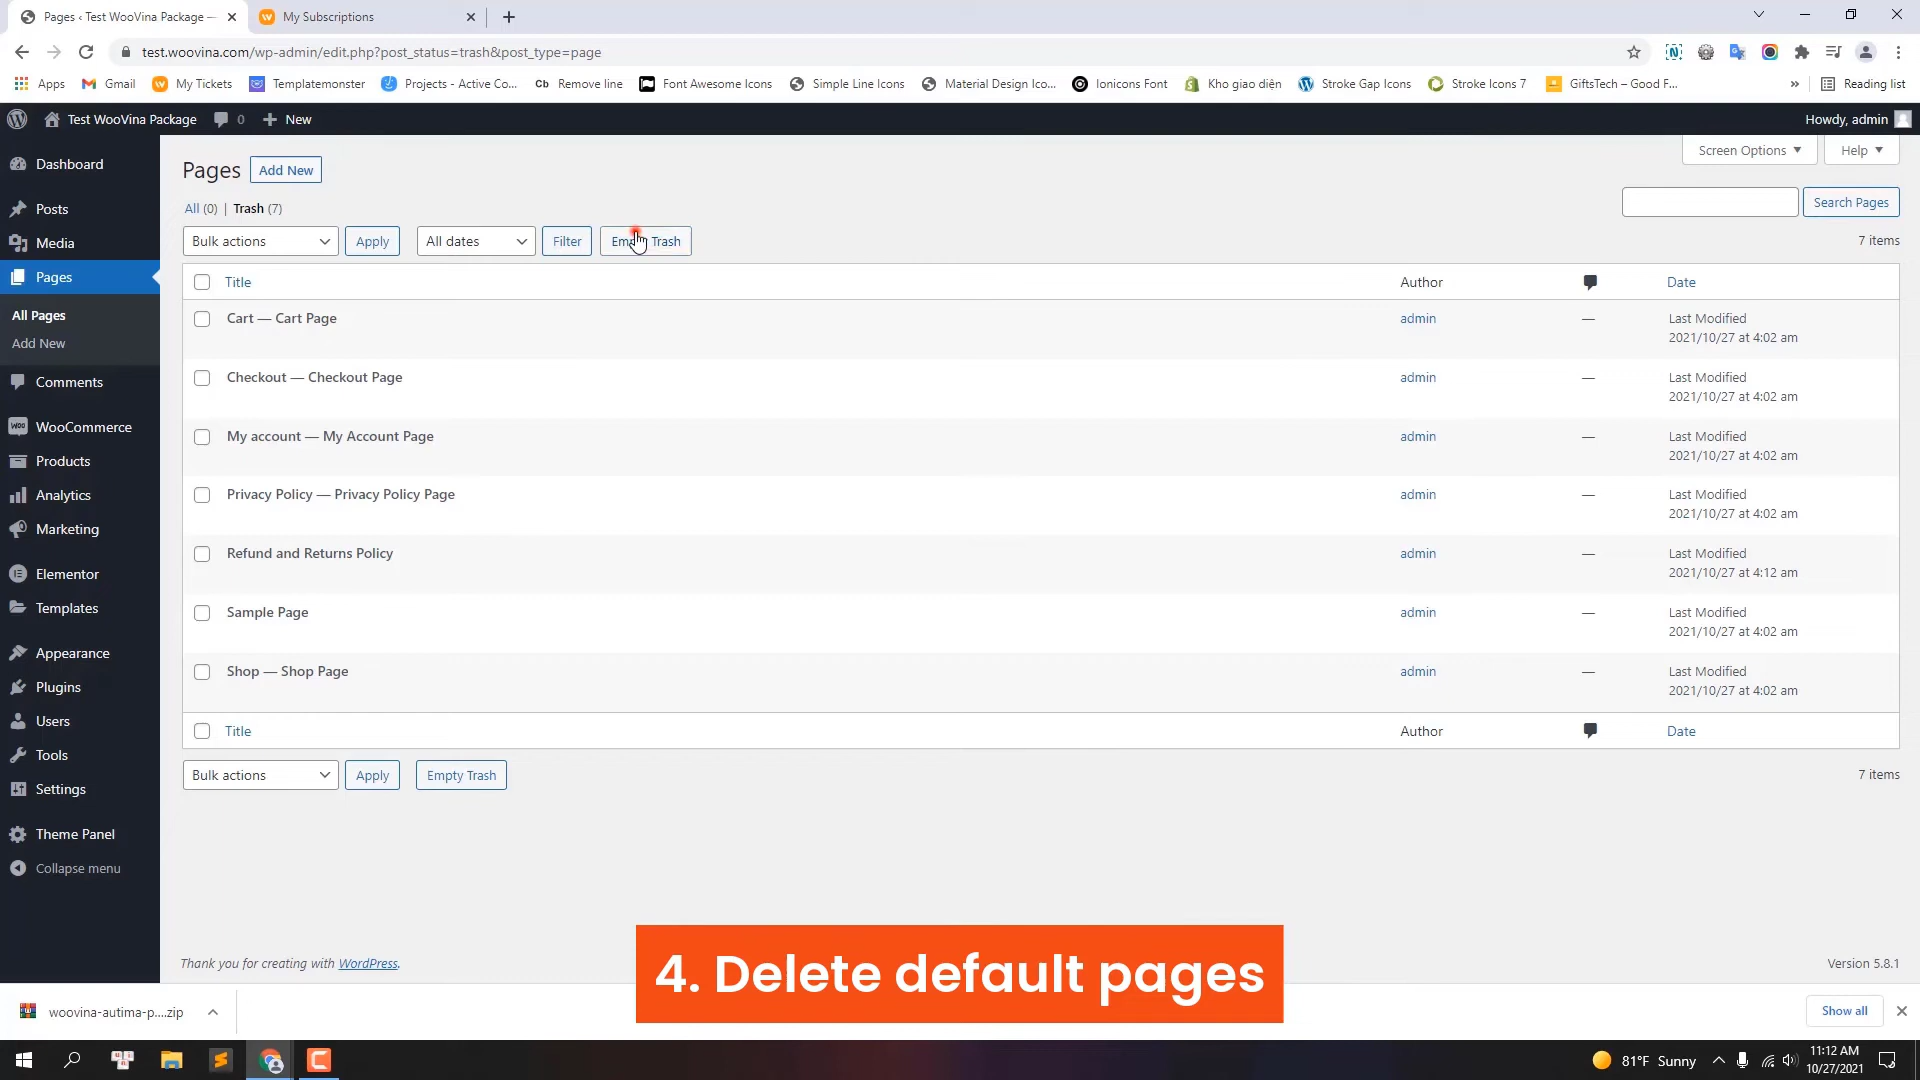 Pages ‹ Test WooVina Package —
My Subscriptions
test.woovina.com/wp-admin/edit.php?post_status=trash&post_type=page
Apps
Gmail
My Tickets
Templatemonster
Projects - Active Co...
Cb Remove line
Font Awesome Icons
Simple Line Icons
Material Design Ico...
Ionicons Font
Kho giao diện
Stroke Gap Icons
Stroke Icons 7
GiftsTech – Good F...
»
Reading list
Test WooVina Package
0
New
Howdy, admin
Dashboard
Posts
Media
Pages
All Pages
Add New
Comments
WooCommerce
Products
Analytics
Marketing
Elementor
Templates
Appearance
Plugins
Users
Tools
Settings
Theme Panel
Collapse menu
Screen Options
Help
Pages Add New
All (0) | Trash (7)
Search Pages
Bulk actions Apply All dates Filter Trash
7 items
Title Author Date
Cart — Cart Page admin — Last Modified
2021/10/27 at 4:02 am
Checkout — Checkout Page admin — Last Modified
2021/10/27 at 4:02 am
My account — My Account Page admin — Last Modified
2021/10/27 at 4:02 am
Privacy Policy — Privacy Policy Page admin — Last Modified
2021/10/27 at 4:02 am
Refund and Returns Policy admin — Last Modified
2021/10/27 at 4:12 am
Sample Page admin — Last Modified
2021/10/27 at 4:02 am
Shop — Shop Page admin — Last Modified
2021/10/27 at 4:02 am
Title Author Date
Bulk actions Apply Empty Trash
7 items
Thank you for creating with WordPress.
Version 5.8.1
4. Delete default pages
woovina-autima-p....zip
Show all
81°F Sunny
11:12 AM
10/27/2021